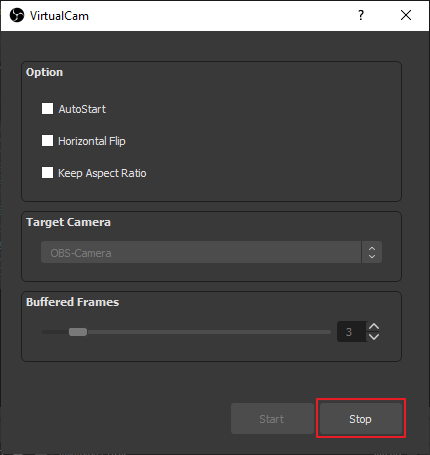 VirtualCam
?
Option
AutoStart
Horizontal Flip
Keep Aspect Ratio
Target Camera
OBS-Camera
Buffered Frames
3
Start Stop